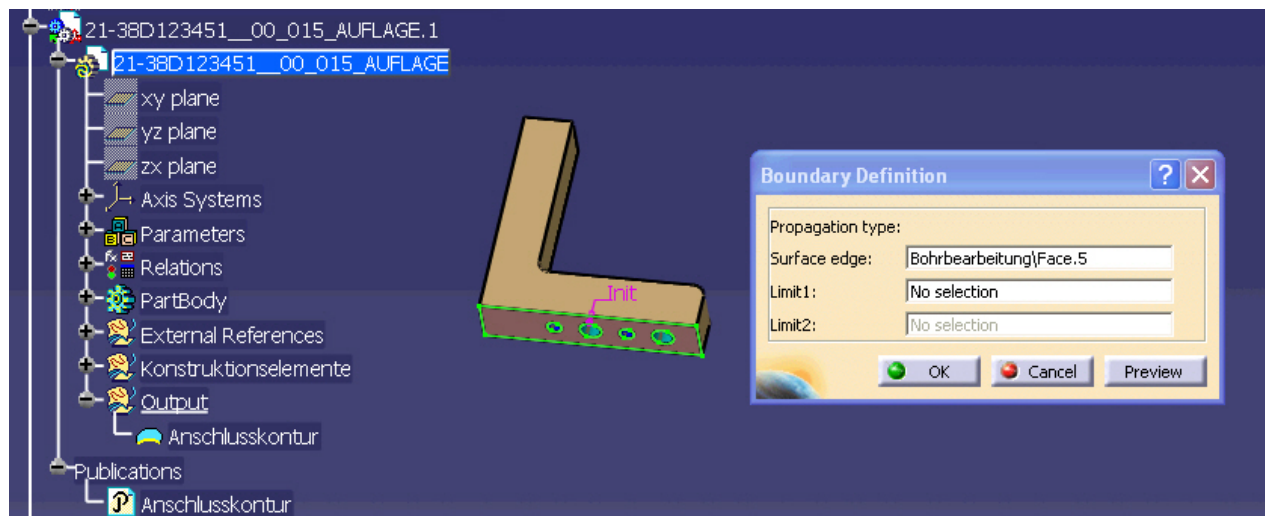 21-38D123451__00_015_AUFLAGE.1
21-38D123451__00_015_AUFLAGE
xy plane
yz plane
zx plane
Axis Systems
Parameters
Relations
PartBody
External References
Konstruktionselemente
Output
Anschlusskontur
Publications
Anschlusskontur
Init
Boundary Definition
Propagation type:
Surface edge: Bohrbearbeitung\Face.5
Limit1: No selection
Limit2: No selection
OK Cancel Preview